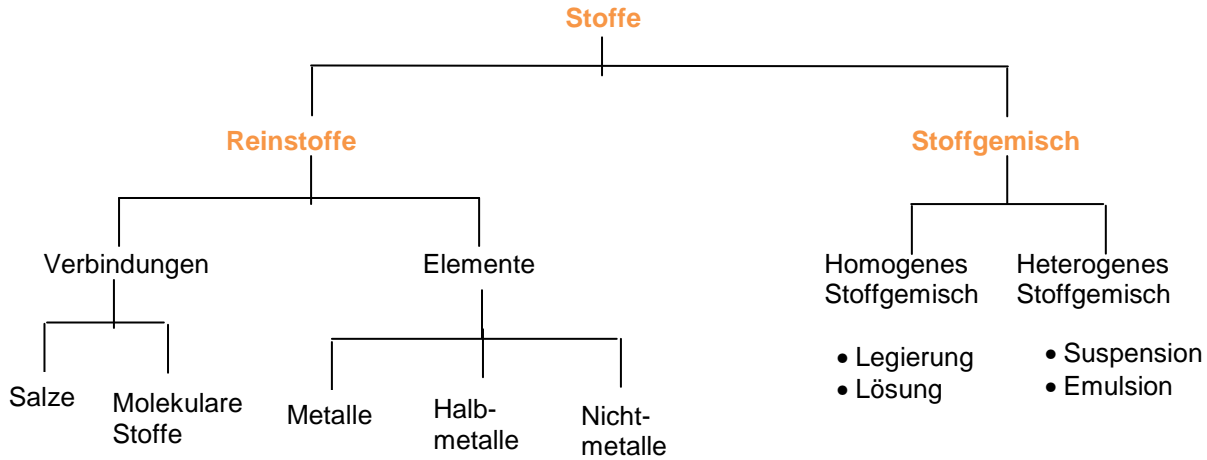 Stoffe
Reinstoffe
Stoffgemisch
Verbindungen
Elemente
Homogenes
Stoffgemisch
Heterogenes
Stoffgemisch
• Legierung
• Lösung
• Suspension
• Emulsion
Salze
Molekulare
Stoffe
Metalle
Halb-
metalle
Nicht-
metalle